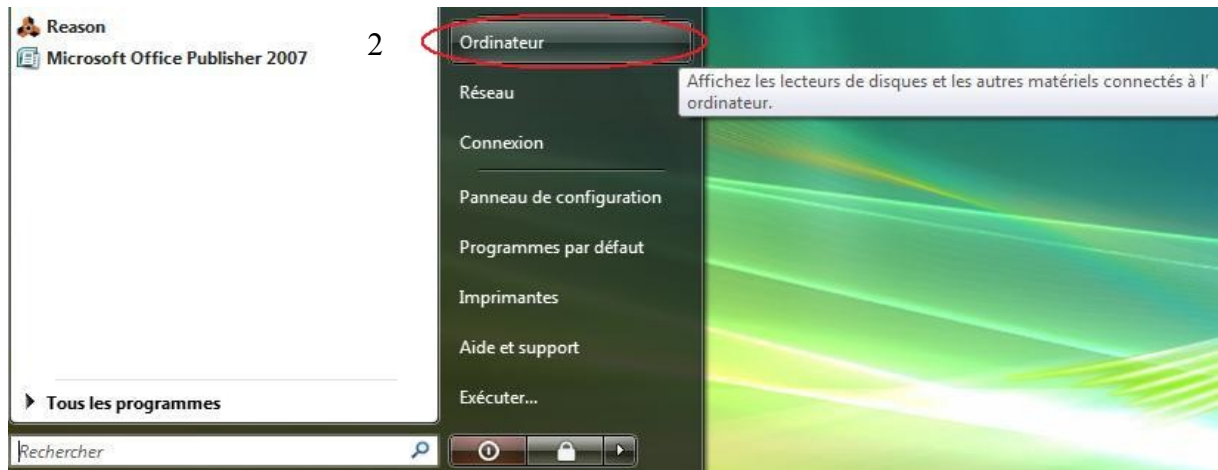 Reason
Microsoft Office Publisher 2007
2
Tous les programmes
Rechercher
Ordinateur
Affichez les lecteurs de disques et les autres matériels connectés à l'
ordinateur.
Réseau
Connexion
Panneau de configuration
Programmes par défaut
Imprimantes
Aide et support
Exécuter...